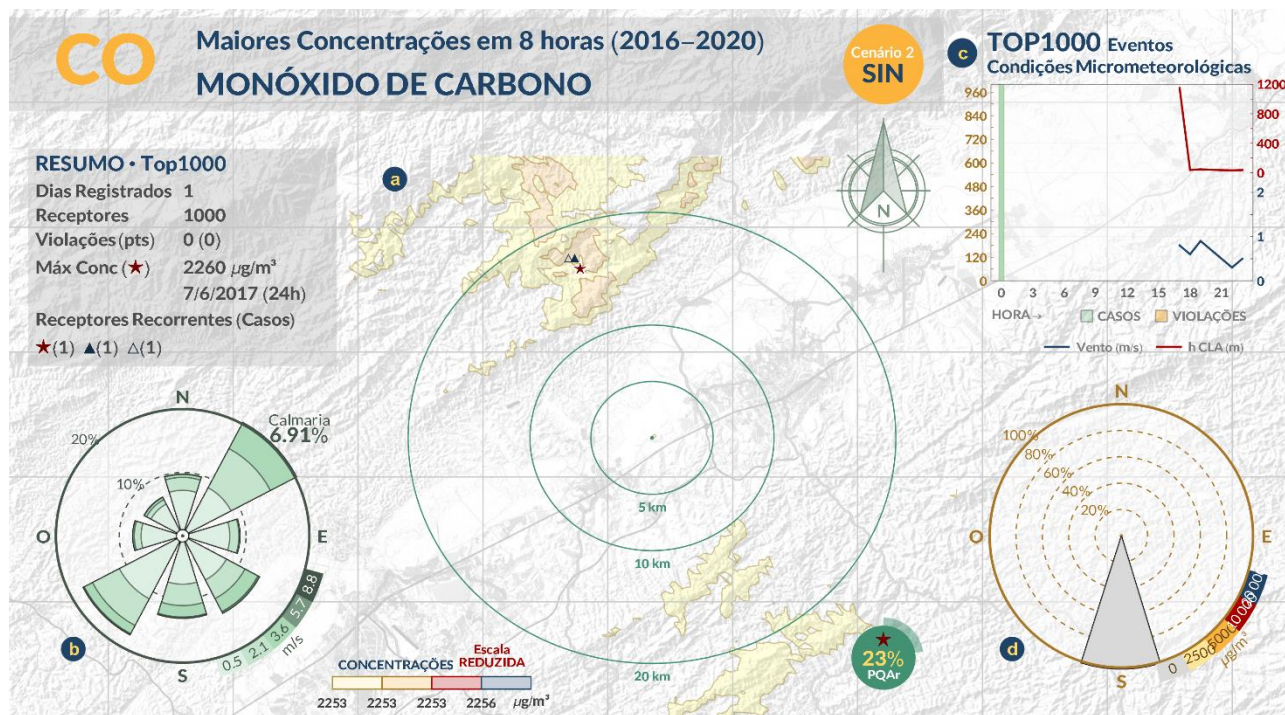 CO
Maiores Concentrações em 8 horas (2016–2020)
MONÓXIDO DE CARBONO
Cenário 2
SIN
c
TOP1000 Eventos
Condições Micrometeorológicas
960
840
720
600
480
360
240
120
0
1200
800
400
0
2
1
0
0 3 6 9 12 15 18 21
HORA→ CASOS VIOLAÇÕES
Vento (m/s) h CLA (m)
RESUMO • Top1000
Dias Registrados 1
Receptores 1000
Violações (pts) 0 (0)
Máx Conc (★) 2260 µg/m³
7/6/2017 (24h)
Receptores Recorrentes (Casos)
★(1) ▲(1) △(1)
a
N
5 km
10 km
20 km
N
Calmaria
6.91%
20%
10%
O
E
S
8.8
5.7
3.6
2.1
0.5
m/s
b
CONCENTRAÇÕES
Escala
REDUZIDA
2253 2253 2253 2256 µg/m³
★
23%
PQAr
N
100%
80%
60%
40%
20%
O
E
S
0
2500
5000
10000
µg/m³
d